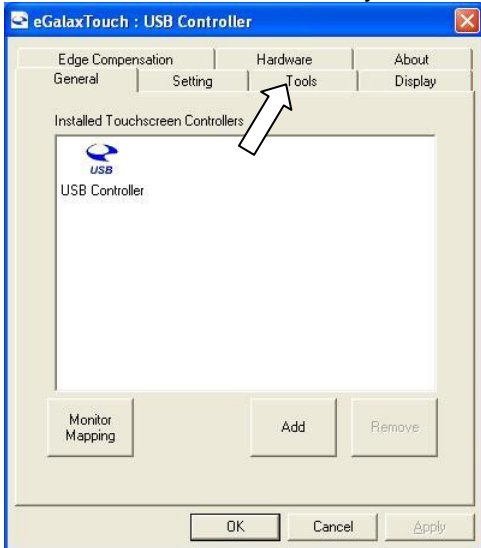 eGalaxTouch : USB Controller
Edge Compensation Hardware About
General Setting Tools Display
Installed Touchscreen Controllers
USB
USB Controller
Monitor
Mapping
Add
Remove
OK Cancel Apply